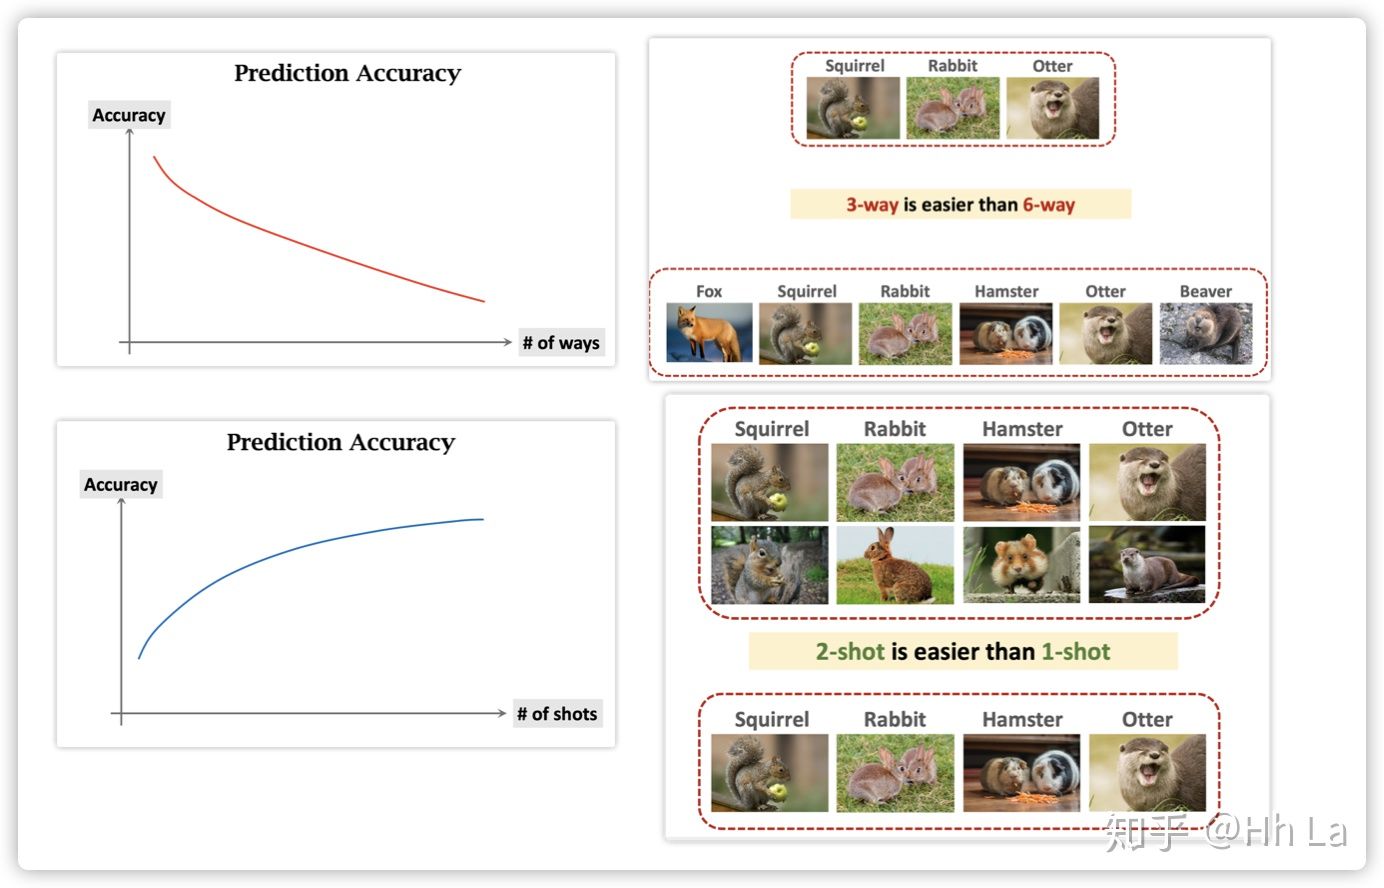 Prediction Accuracy
Accuracy
# of ways
Squirrel Rabbit Otter
3-way is easier than 6-way
Fox Squirrel Rabbit Hamster Otter Beaver
Prediction Accuracy
Accuracy
# of shots
Squirrel Rabbit Hamster Otter
2-shot is easier than 1-shot
Squirrel Rabbit Hamster Otter
知乎 @Hh La